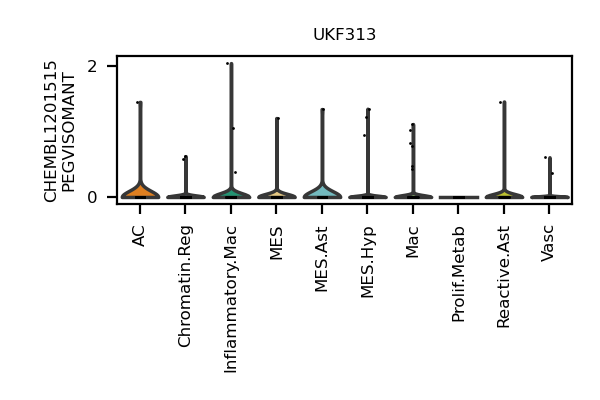 UKF313
CHEMBL1201515
PEGVISOMANT
2
0
AC
Chromatin.Reg
Inflammatory.Mac
MES
MES.Ast
MES.Hyp
Mac
Prolif.Metab
Reactive.Ast
Vasc